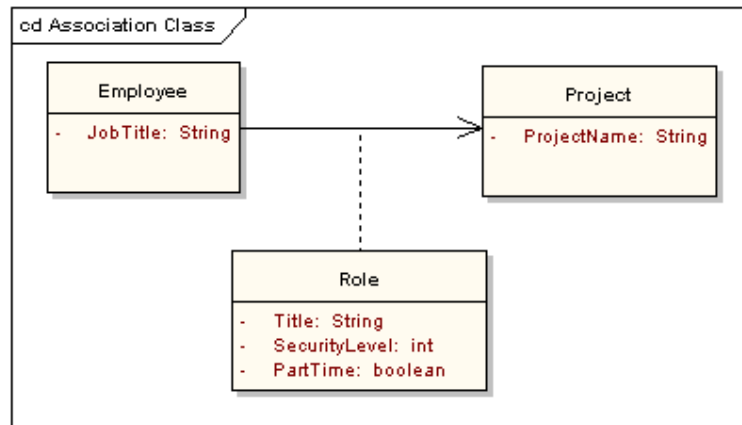 cd Association Class
Employee
- JobTitle: String
Project
- ProjectName: String
Role
- Title: String
- SecurityLevel: int
- PartTime: boolean